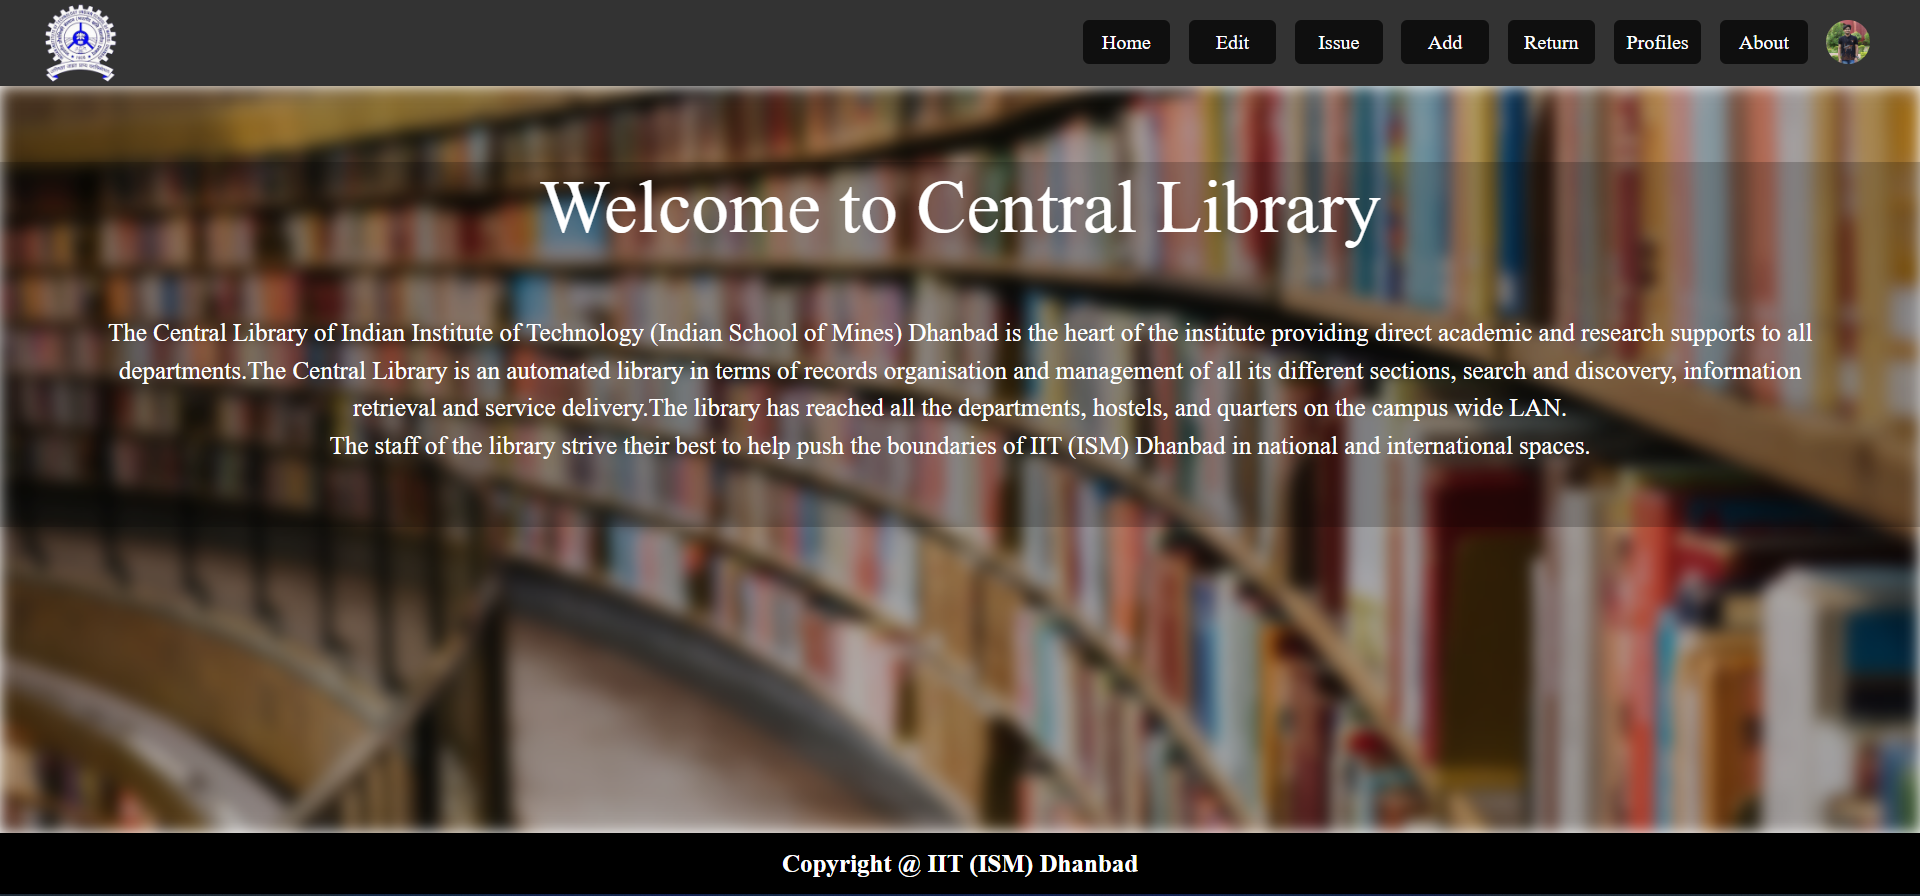 Home Edit Issue Add Return Profiles About
Welcome to Central Library
The Central Library of Indian Institute of Technology (Indian School of Mines) Dhanbad is the heart of the institute providing direct academic and research supports to all
departments.The Central Library is an automated library in terms of records organisation and management of all its different sections, search and discovery, information
retrieval and service delivery.The library has reached all the departments, hostels, and quarters on the campus wide LAN.
The staff of the library strive their best to help push the boundaries of IIT (ISM) Dhanbad in national and international spaces.
Copyright @ IIT (ISM) Dhanbad